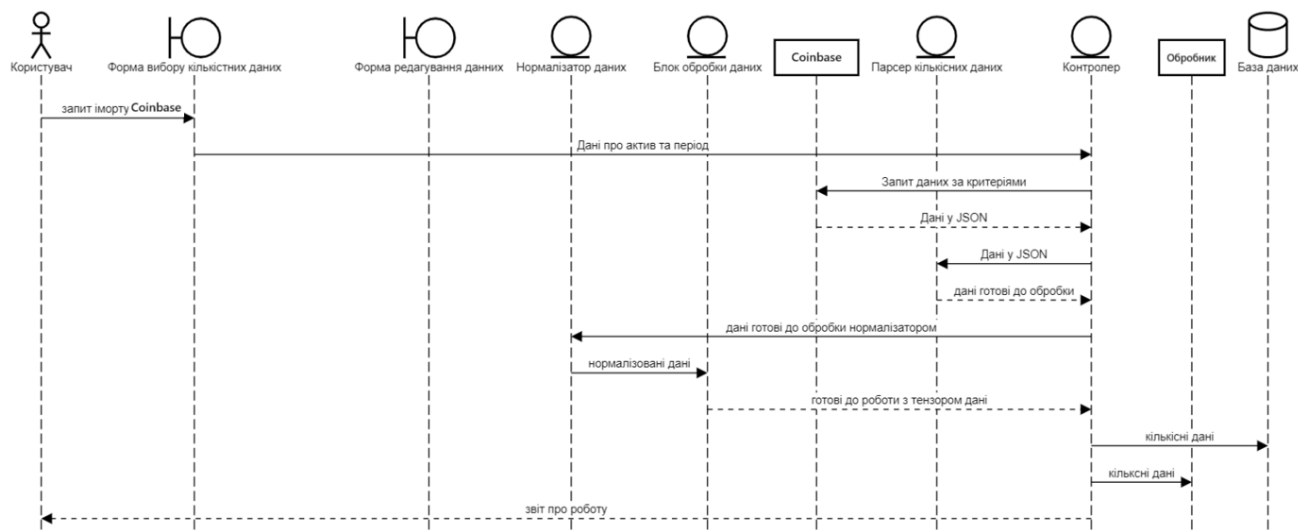 Користувач
Форма вибору кількістних даних
Форма редагування данних
Нормалізатор даних
Блок обробки даних
Coinbase
Парсер кількісних даних
Контролер
Обробник
База даних
запит іморту Coinbase
Дані про актив та період
Запит даних за критеріями
Дані у JSON
Дані у JSON
дані готові до обробки
дані готові до обробки нормалізатором
нормалізовані дані
готові до роботи з тензором дані
кількісні дані
кільксні дані
звіт про роботу